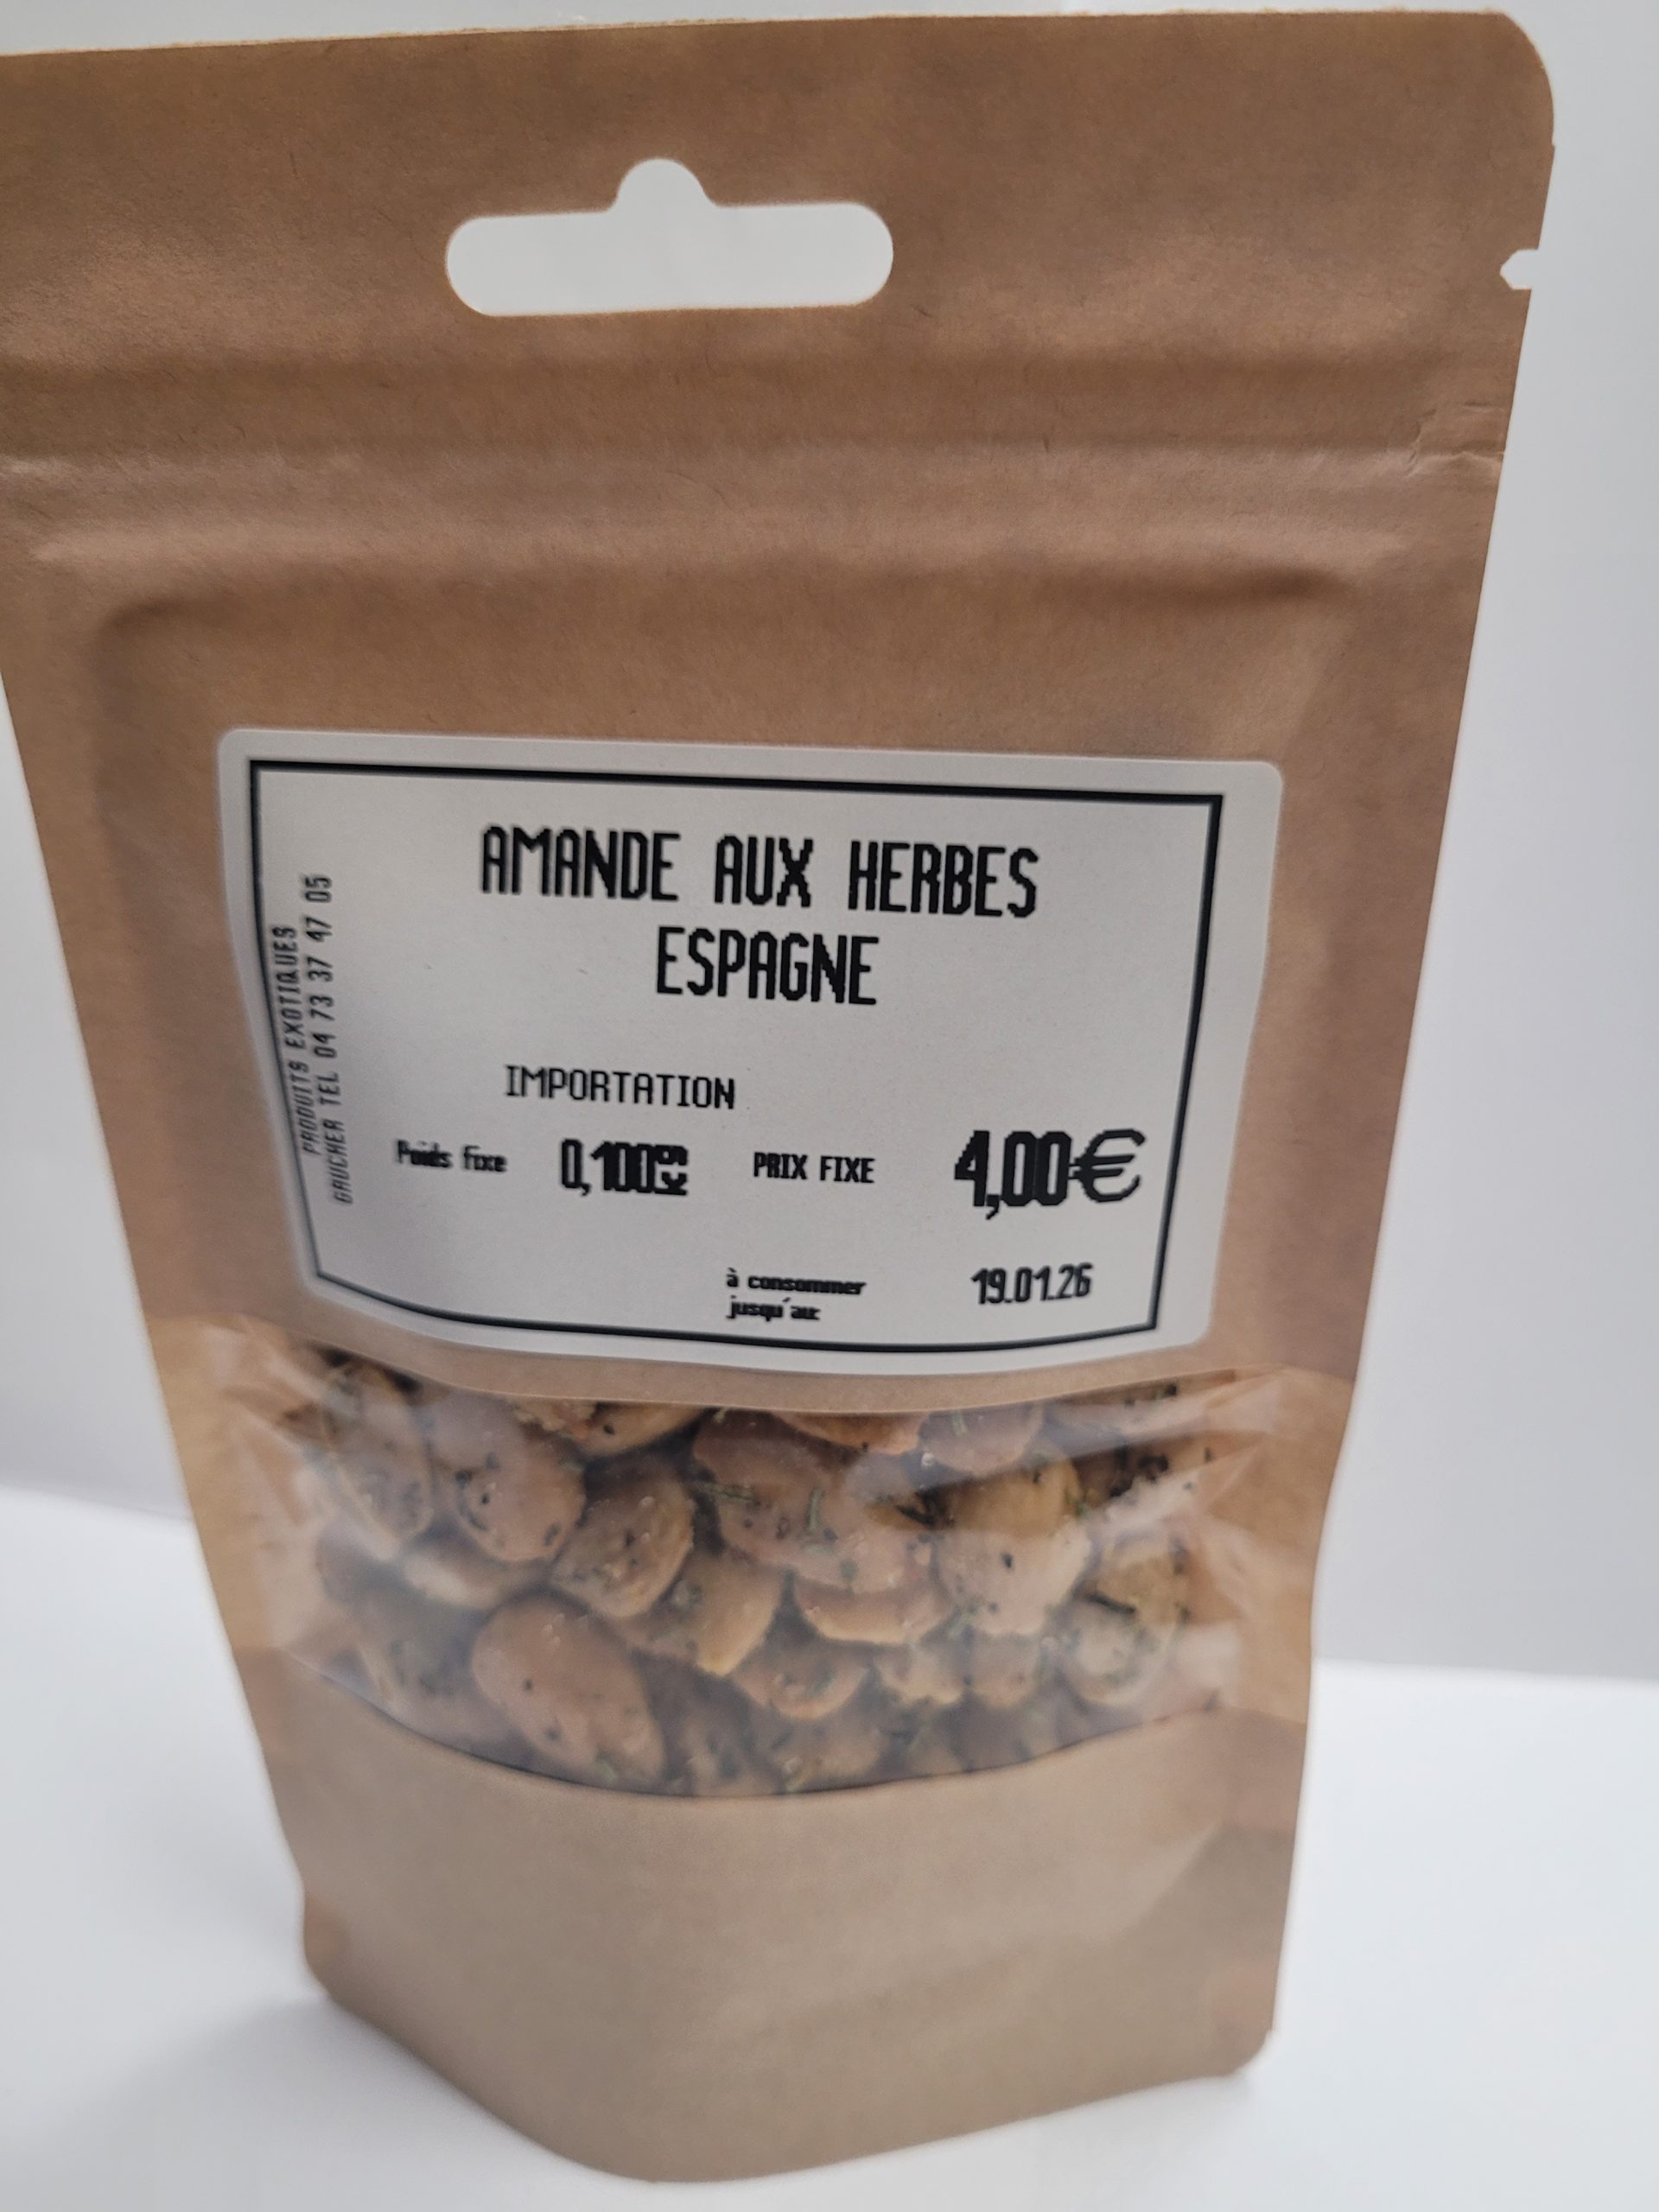 AMANDE AUX HERBES
ESPAGNE
PRODUITS EXOTIQUES
GAUCHER TEL 04 73 37 47 05
IMPORTATION
Poids fixe 0,100kg PRIX FIXE 4,00€
à consommer 19.01.26
jusqu'au: